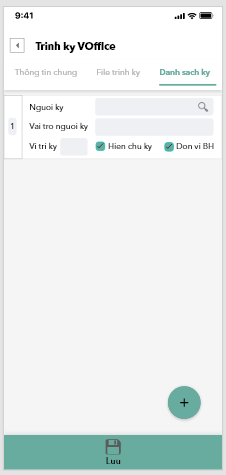 9:41
Trinh ky VOffice
Thông tin chung File trinh ky Danh sach ky
1
Nguoi ky
Vai tro nguoi ky
Vi tri ky Hien chu ky Don vi BH
+
Luu